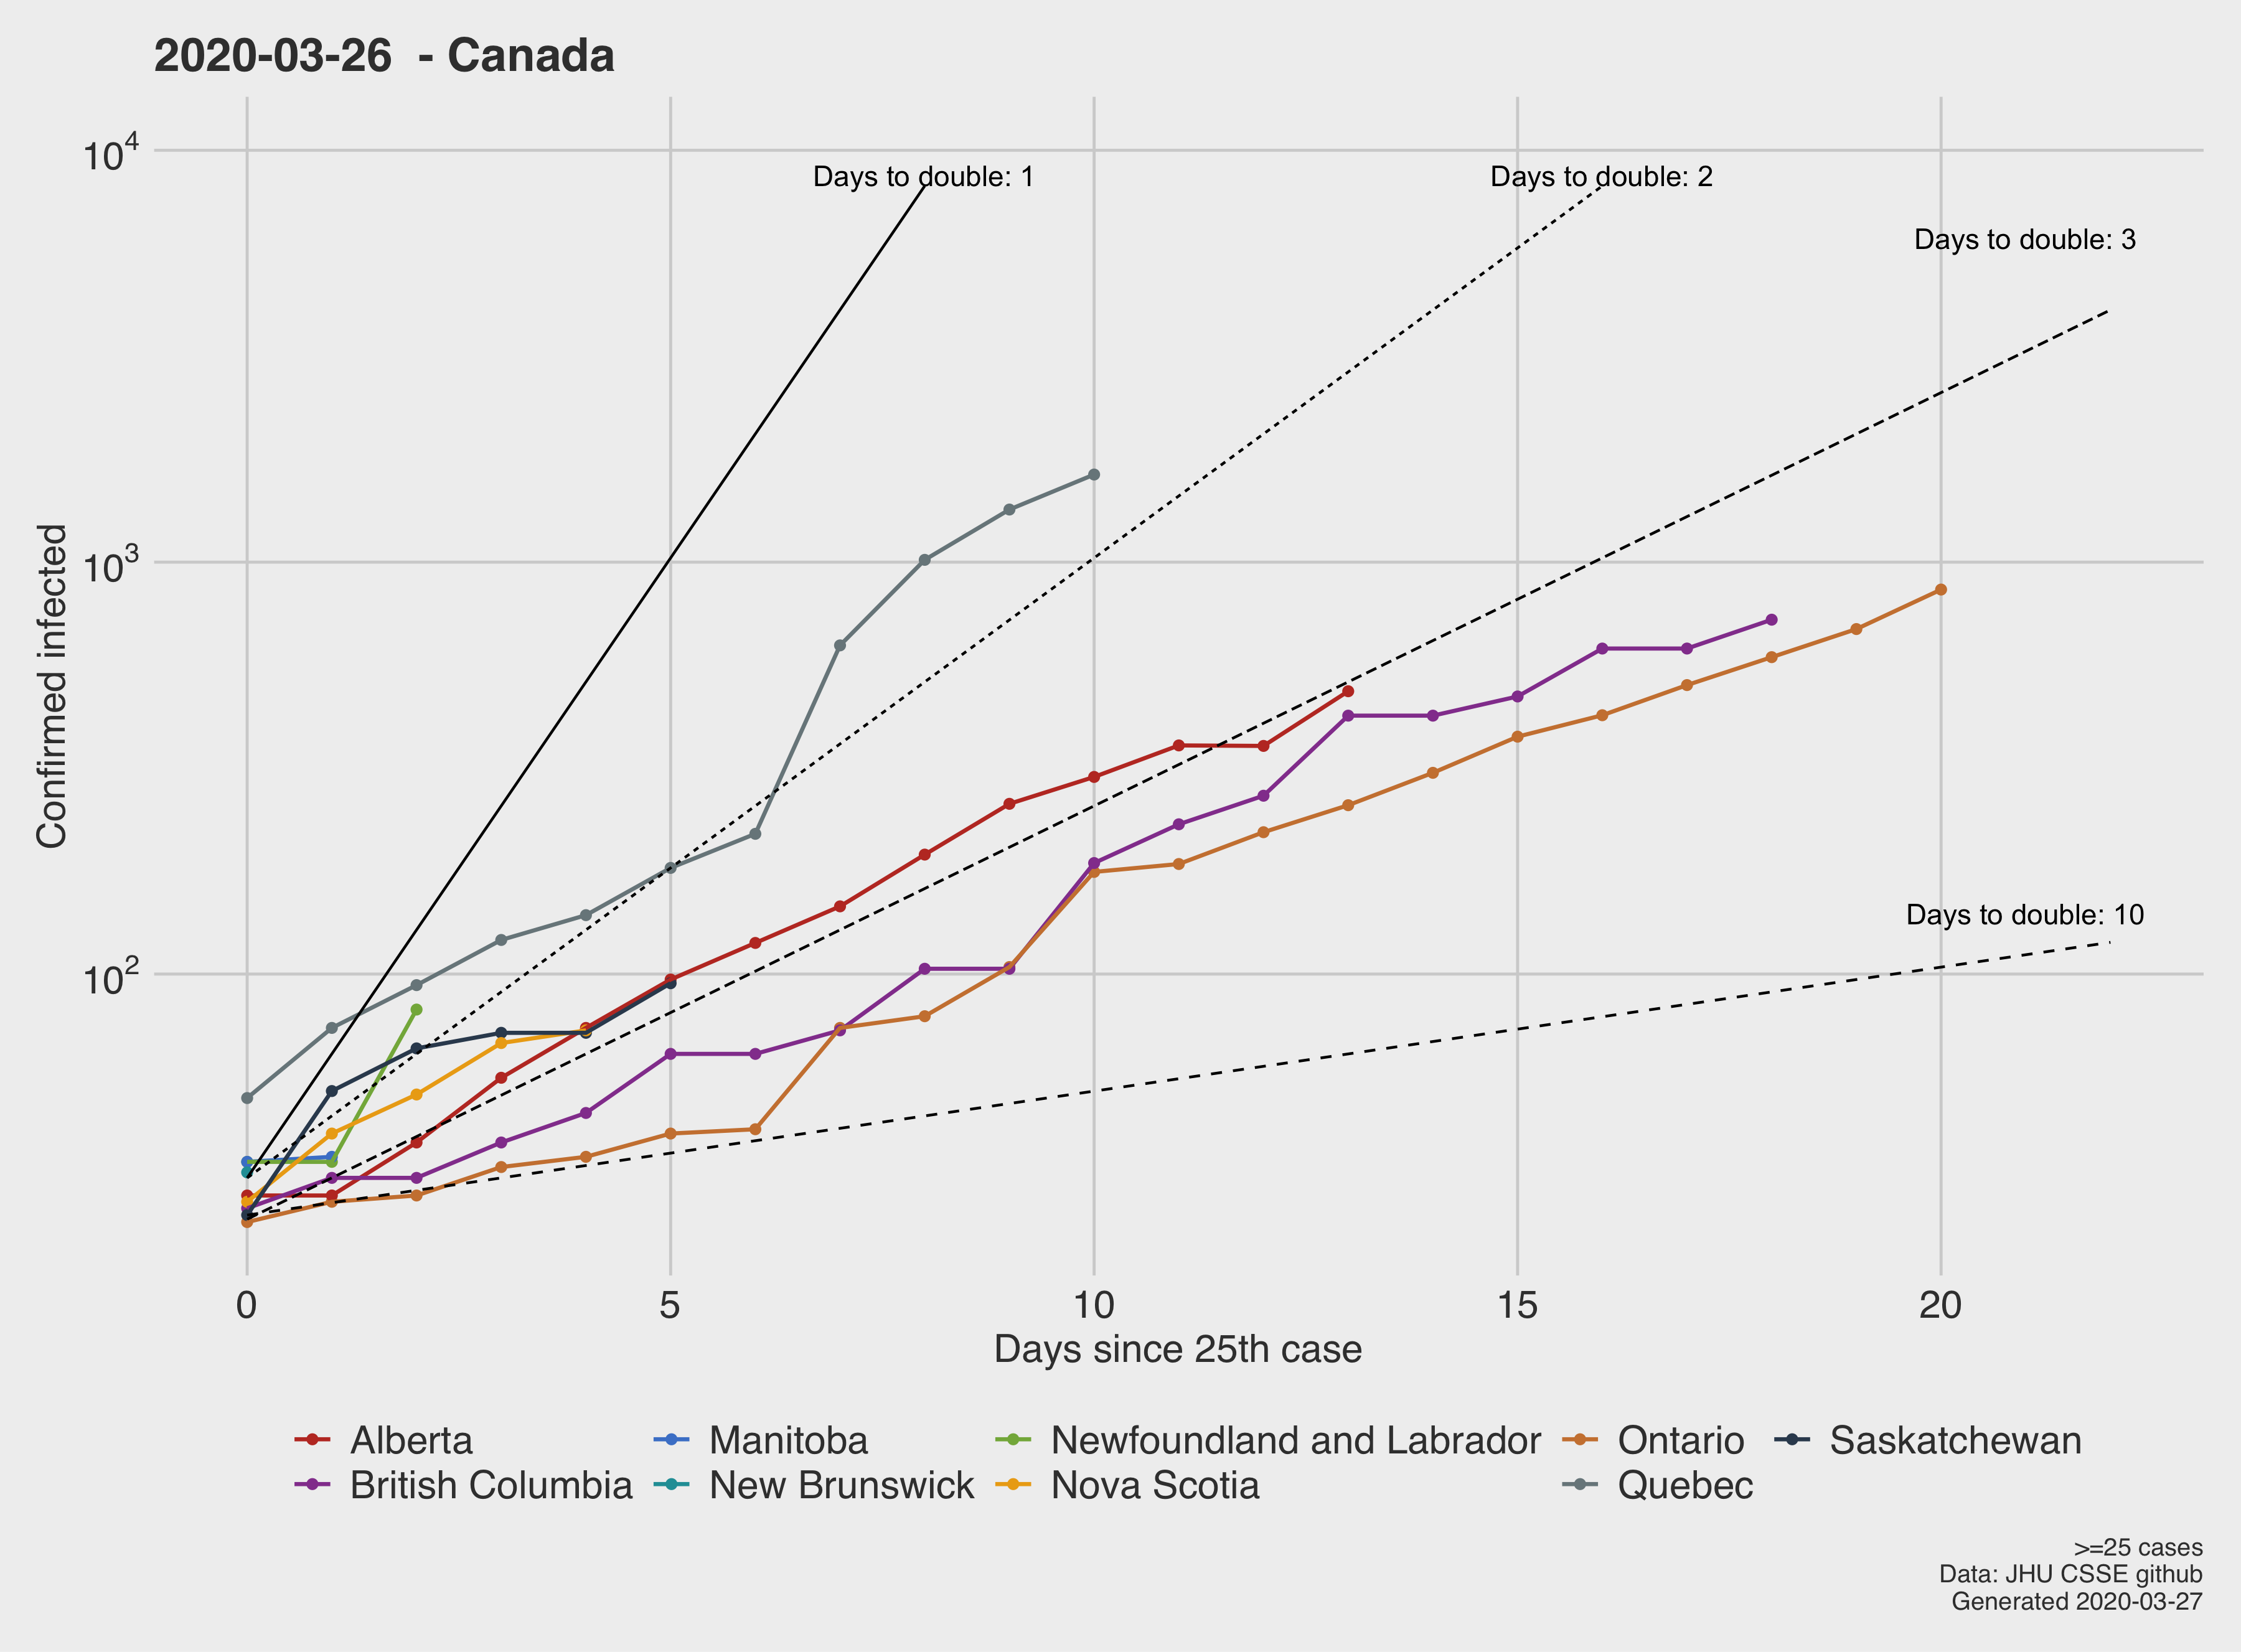 2020-03-26 - Canada
10^4
10^3
10^2
Confirmed infected
Days to double: 1
Days to double: 2
Days to double: 3
Days to double: 10
0 5 10 15 20
Days since 25th case
Alberta Manitoba Newfoundland and Labrador Ontario Saskatchewan
British Columbia New Brunswick Nova Scotia Quebec
>=25 cases
Data: JHU CSSE github
Generated 2020-03-27